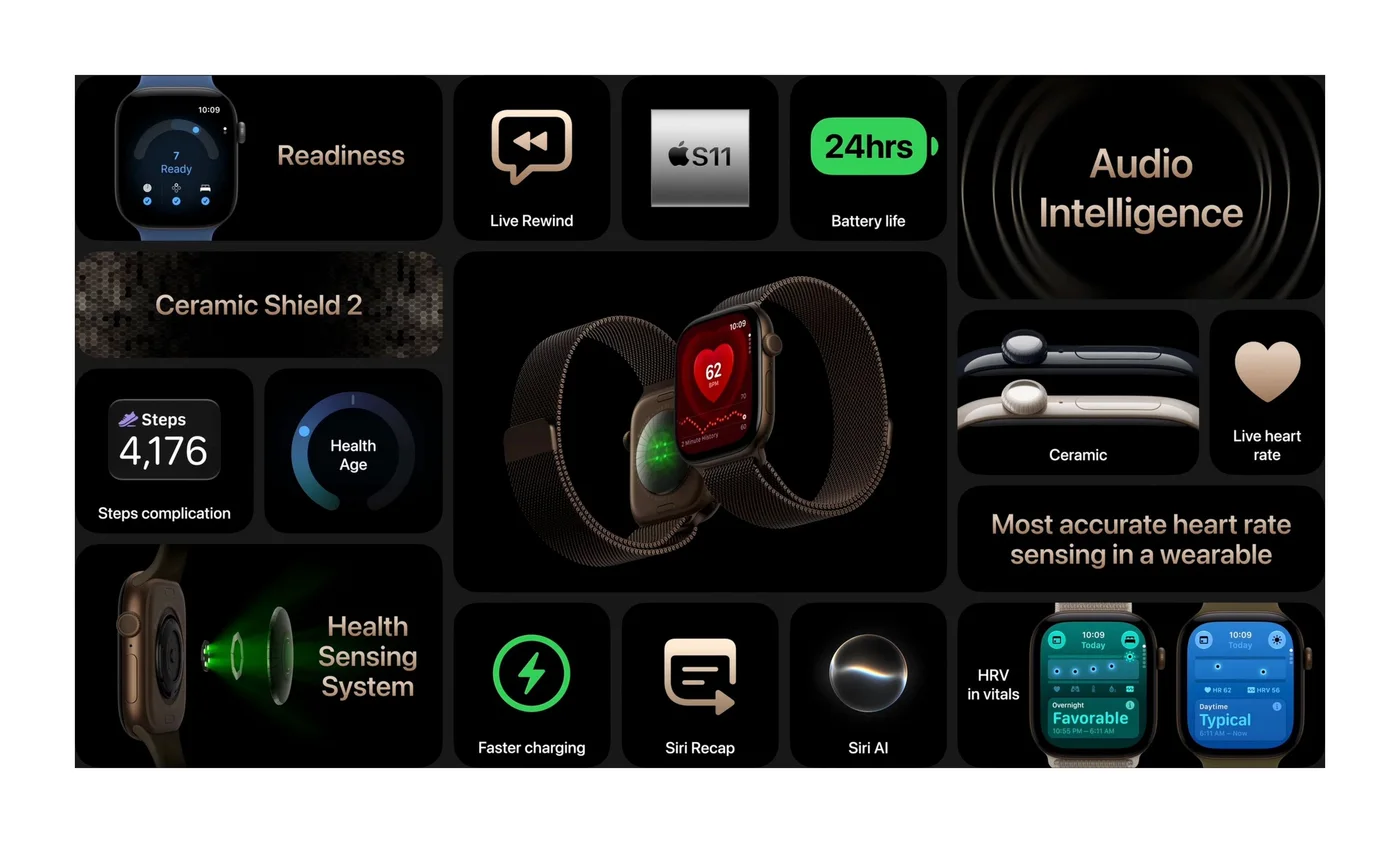 10:09
7
Ready
Readiness
Live Rewind
S11
24hrs
Battery life
Audio
Intelligence
Ceramic Shield 2
Steps
4,176
Steps complication
Health
Age
10:09
62
BPM
70
60
2 Minute History
Ceramic
Live heart
rate
Most accurate heart rate
sensing in a wearable
Health
Sensing
System
Faster charging
Siri Recap
Siri AI
HRV
in vitals
10:09
Today
Overnight
Favorable
10:55 PM – 6:11 AM
10:09
Today
HR 62
HRV 56
Daytime
Typical
6:11 AM – Now